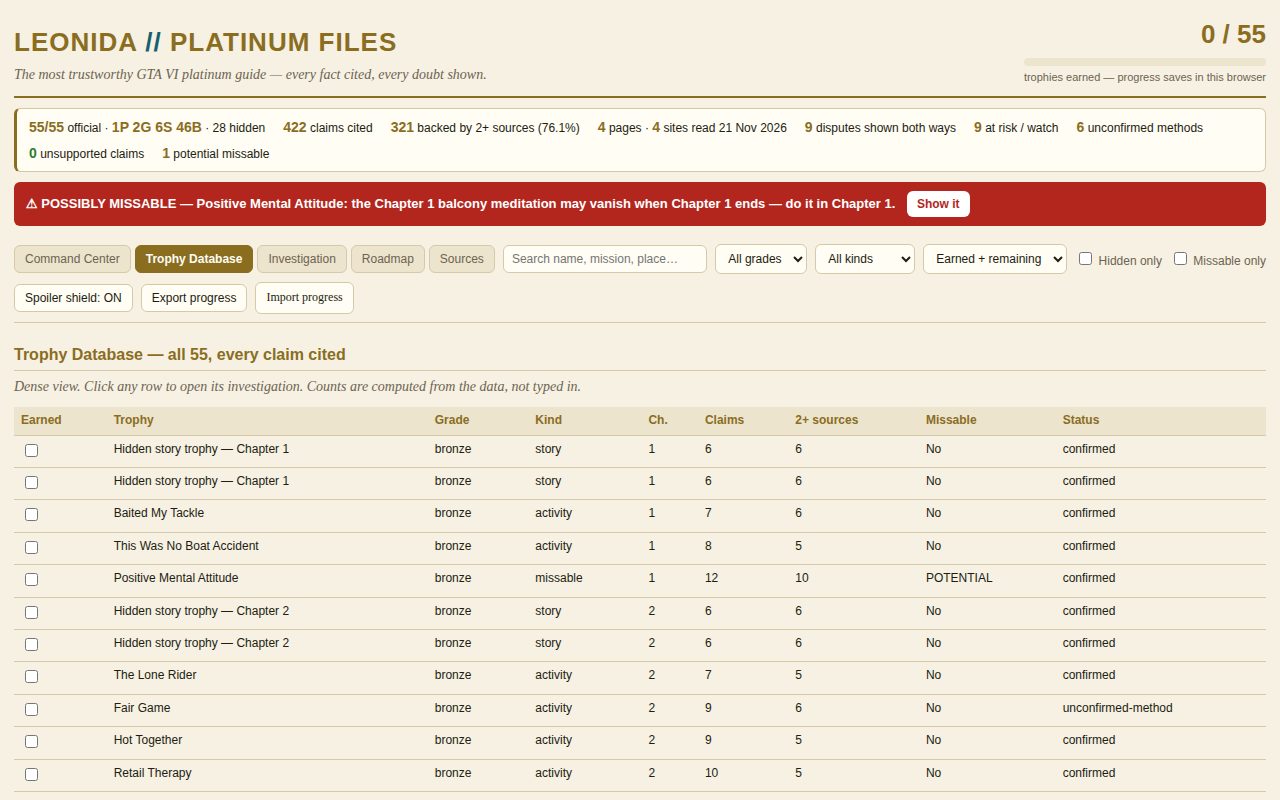 LEONIDA // PLATINUM FILES
0 / 55
The most trustworthy GTA VI platinum guide — every fact cited, every doubt shown.
trophies earned — progress saves in this browser
55/55 official · 1P 2G 6S 46B · 28 hidden 422 claims cited 321 backed by 2+ sources (76.1%) 4 pages · 4 sites read 21 Nov 2026 9 disputes shown both ways 9 at risk / watch 6 unconfirmed methods
0 unsupported claims 1 potential missable
⚠ POSSIBLY MISSABLE — Positive Mental Attitude: the Chapter 1 balcony meditation may vanish when Chapter 1 ends — do it in Chapter 1. Show it
Command Center Trophy Database Investigation Roadmap Sources Search name, mission, place… All grades All kinds Earned + remaining Hidden only Missable only
Spoiler shield: ON Export progress Import progress
Trophy Database — all 55, every claim cited
Dense view. Click any row to open its investigation. Counts are computed from the data, not typed in.
Earned Trophy Grade Kind Ch. Claims 2+ sources Missable Status
Hidden story trophy — Chapter 1 bronze story 1 6 6 No confirmed
Hidden story trophy — Chapter 1 bronze story 1 6 6 No confirmed
Baited My Tackle bronze activity 1 7 6 No confirmed
This Was No Boat Accident bronze activity 1 8 5 No confirmed
Positive Mental Attitude bronze missable 1 12 10 POTENTIAL confirmed
Hidden story trophy — Chapter 2 bronze story 2 6 6 No confirmed
Hidden story trophy — Chapter 2 bronze story 2 6 6 No confirmed
The Lone Rider bronze activity 2 7 5 No confirmed
Fair Game bronze activity 2 9 6 No unconfirmed-method
Hot Together bronze activity 2 9 5 No confirmed
Retail Therapy bronze activity 2 10 5 No confirmed